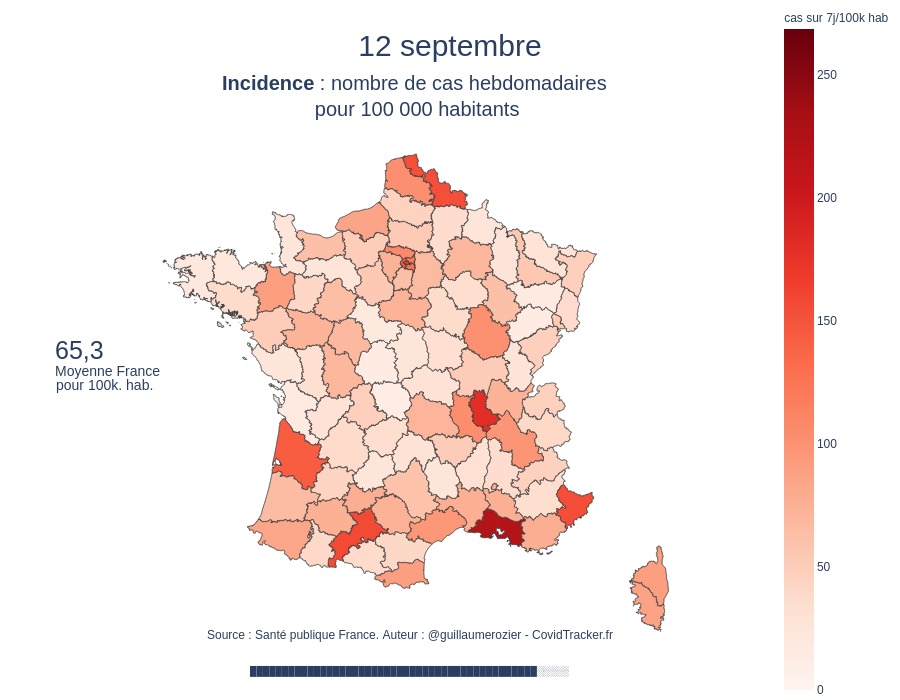 cas sur 7j/100k hab
12 septembre
Incidence : nombre de cas hebdomadaires
pour 100 000 habitants
250
200
150
65,3
Moyenne France
pour 100k. hab.
100
50
Source : Santé publique France. Auteur : @guillaumerozier - CovidTracker.fr
0